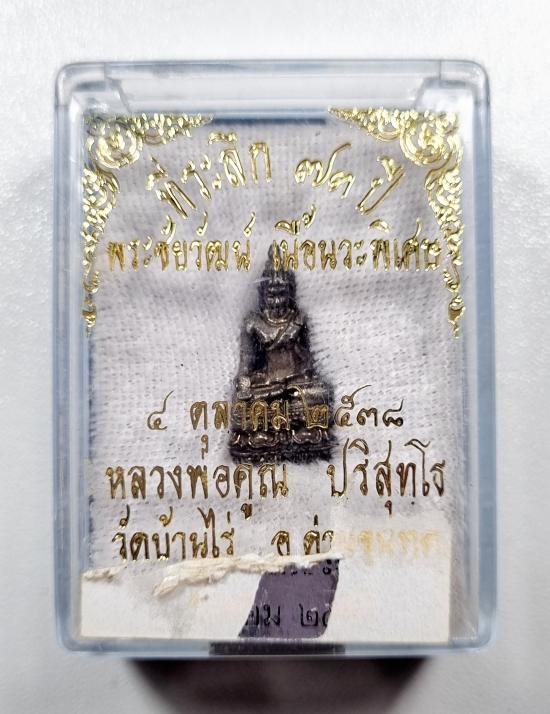 ที่ระลึก ๗๓ ปี
พระชัยวัฒน์ เนื้อนวะพิเศษ
๔ ตุลาคม ๒๕๓๘
หลวงพ่อคูณ ปริสุทโธ
วัดบ้านไร่ อ.ด่านขุนทด